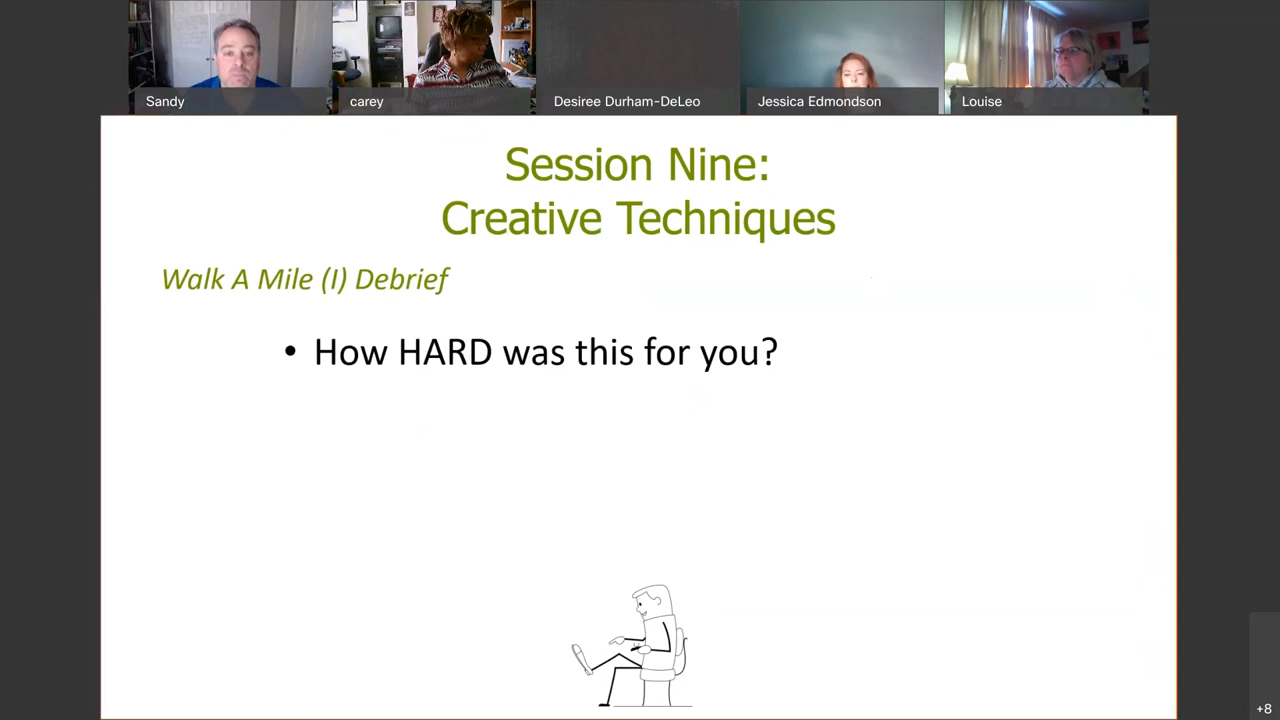 Sandy
carey
Desiree Durham-DeLeo
Jessica Edmondson
Louise
Session Nine:
Creative Techniques
Walk A Mile (I) Debrief
• How HARD was this for you?
+8